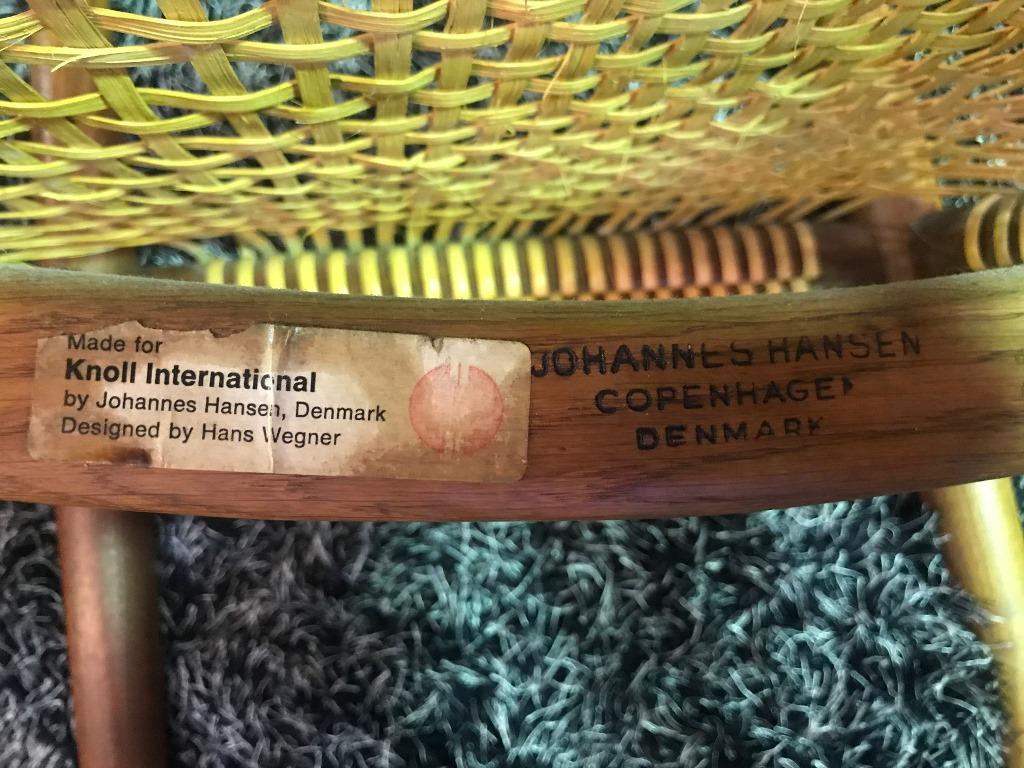 Made for
Knoll International
by Johannes Hansen, Denmark
Designed by Hans Wegner
JOHANNES HANSEN
COPENHAGEN
DENMARK